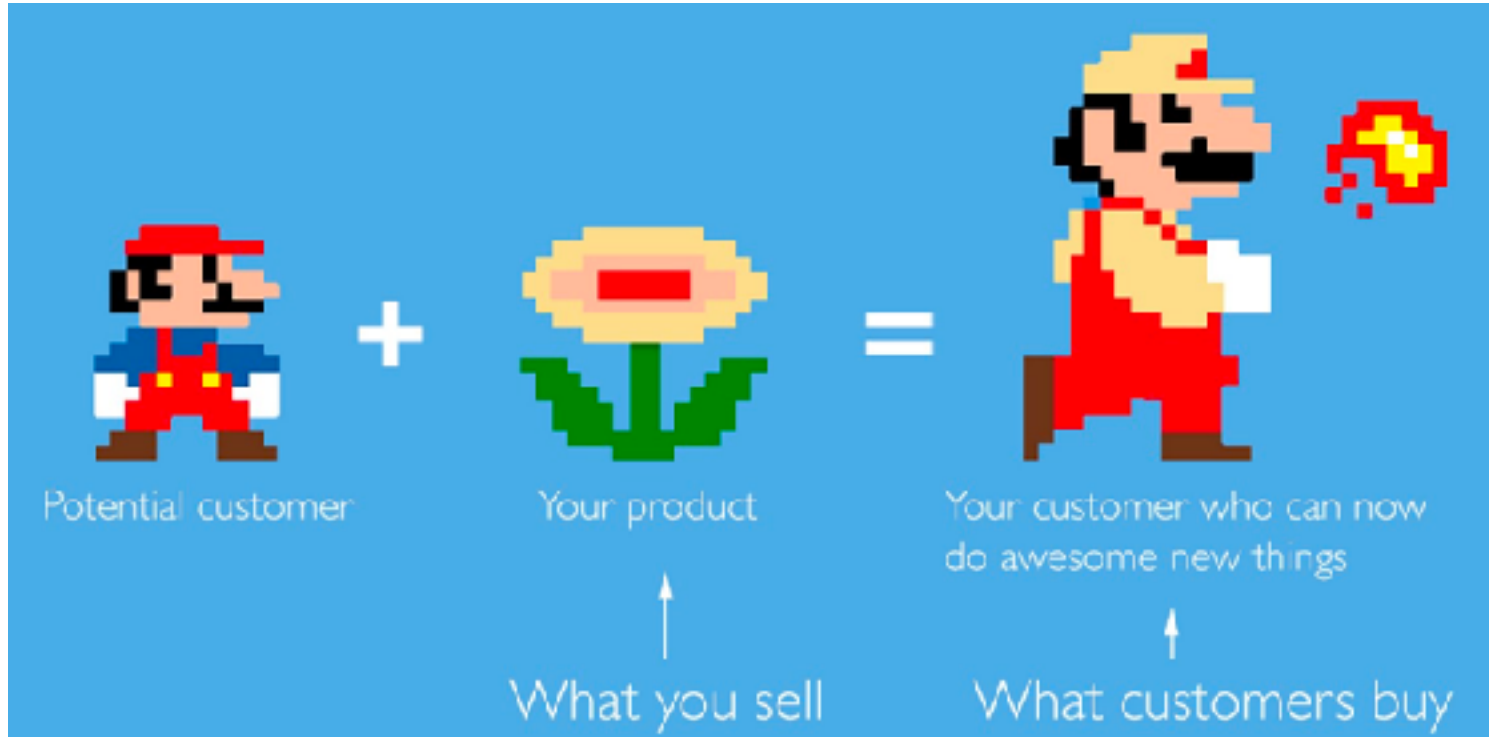 +
=
Potential customer
Your product
Your customer who can now
do awesome new things
What you sell
What customers buy